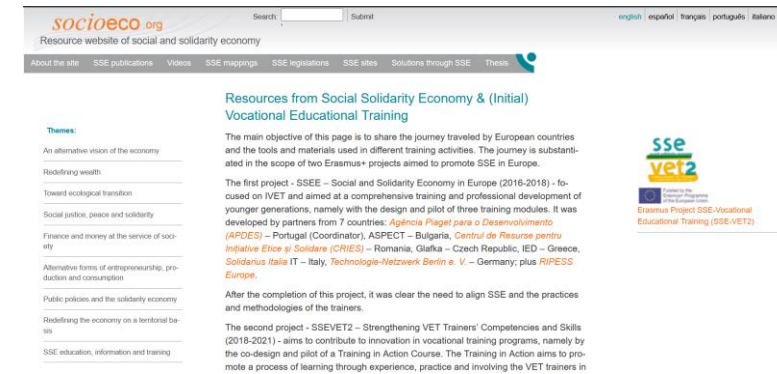 socioeco.org
Search:
Submit
english español français português italiano
Resource website of social and solidarity economy
About the site SSE publications Videos SSE mappings SSE legislations SSE sites Solutions through SSE Thesis
Resources from Social Solidarity Economy & (Initial)
Vocational Educational Training
Themes:
An alternative vision of the economy
Redefining wealth
Toward ecological transition
Social justice, peace and solidarity
Finance and money at the service of soci-
ety
Alternative forms of entrepreneurship, pro-
duction and consumption
Public policies and the solidarity economy
Redefining the economy on a territorial ba-
sis
SSE education, information and training
The main objective of this page is to share the journey traveled by European countries
and the tools and materials used in different training activities. The journey is substanti-
ated in the scope of two Erasmus+ projects aimed to promote SSE in Europe.
The first project - SSEE – Social and Solidarity Economy in Europe (2016-2018) - fo-
cused on IVET and aimed at a comprehensive training and professional development of
younger generations, namely with the design and pilot of three training modules. It was
developed by partners from 7 countries: Agência Piaget para o Desenvolvimento
(APDES) – Portugal (Coordinator), ASPECT – Bulgaria, Centrul de Resurse pentru
Inițiative Etice și Solidare (CRIES) – Romania, Glafka – Czech Republic, IED – Greece,
Solidarius Italia IT – Italy, Technologie-Netzwerk Berlin e. V. – Germany; plus RIPESS
Europe.
After the completion of this project, it was clear the need to align SSE and the practices
and methodologies of the trainers.
The second project - SSEVET2 – Strengthening VET Trainers' Competencies and Skills
(2018-2021) - aims to contribute to innovation in vocational training programs, namely by
the co-design and pilot of a Training in Action Course. The Training in Action aims to pro-
mote a process of learning through experience, practice and involving the VET trainers in
sse
vet2
Funded by the
Erasmus+ Programme
of the European Union
Erasmus Project SSE-Vocational
Educational Training (SSE-VET2)